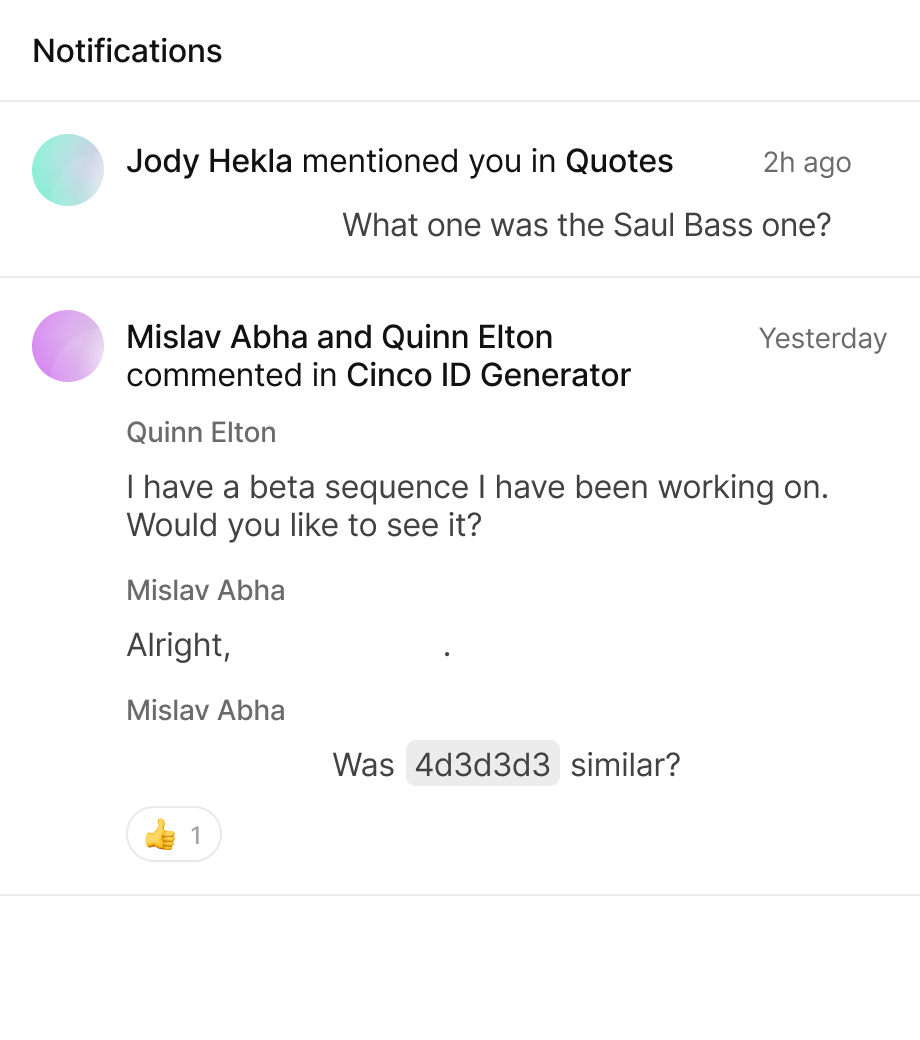 Notifications
Jody Hekla mentioned you in Quotes 2h ago
What one was the Saul Bass one?
Mislav Abha and Quinn Elton Yesterday
commented in Cinco ID Generator
Quinn Elton
I have a beta sequence I have been working on.
Would you like to see it?
Mislav Abha
Alright, .
Mislav Abha
Was 4d3d3d3 similar?
👍 1